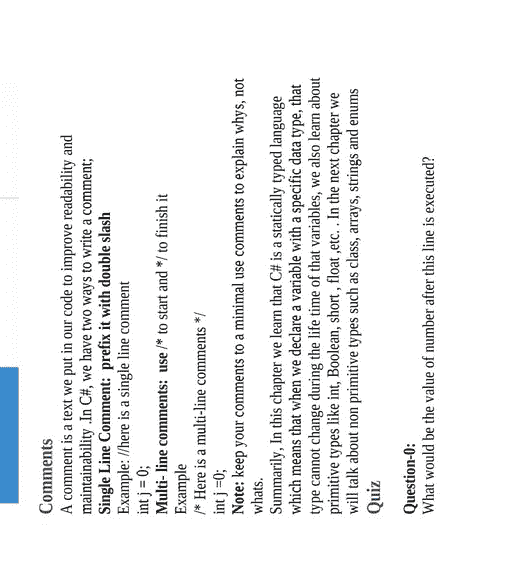 Comments
A comment is a text we put in our code to improve readability and
maintainability .In C#, we have two ways to write a comment;
Single Line Comment:  prefix it with double slash
Example: //here is a single line comment
int j = 0;
Multi- line comments:  use /* to start and */ to finish it
Example
/* Here is a multi-line comments */
int j =0;
Note: keep your comments to a minimal use comments to explain whys, not
whats.
Summarily, In this chapter we learn that C# is a statically typed language
which means that when we declare a variable with a specific data type, that
type cannot change during the life time of that variables, we also learn about
primitive types like int, Boolean, short , float ,etc. . In the next chapter we
will talk about non primitive types such as class, arrays, strings and enums
Quiz
Question-0:
What would be the value of number after this line is executed?